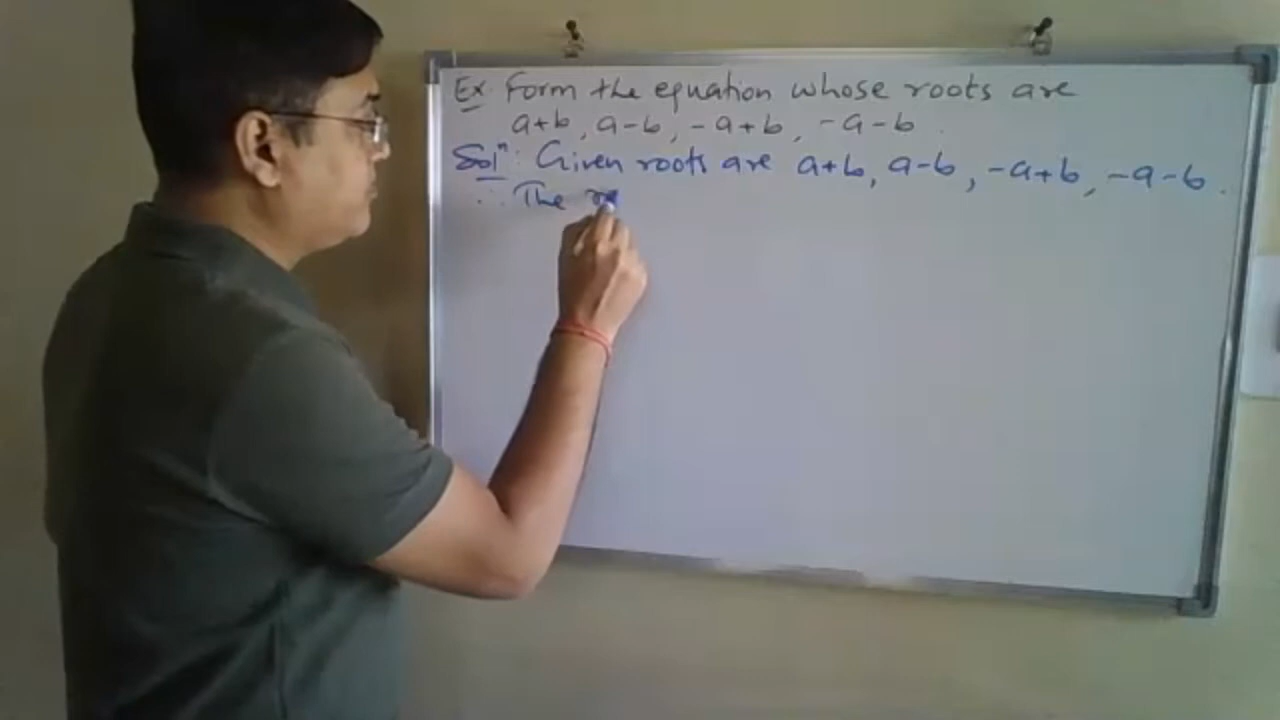 Ex. Form the equation whose roots are
a+b, a-b, -a+b, -a-b.
Solⁿ: Given roots are a+b, a-b, -a+b, -a-b.
∴ The